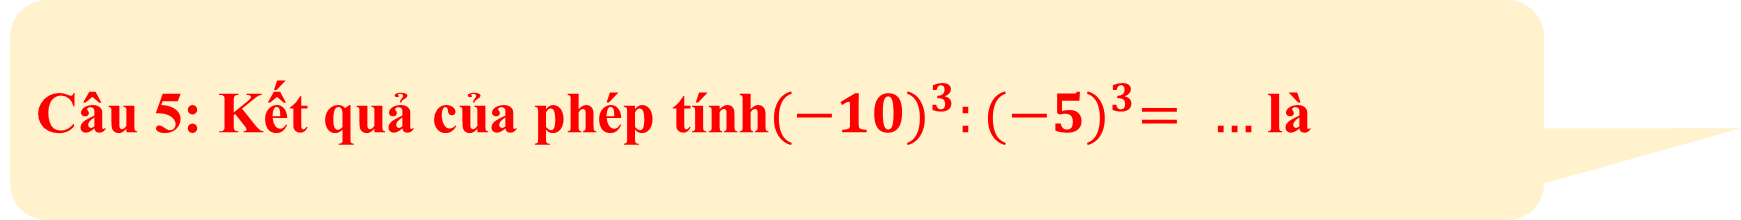 Câu 5: Kết quả của phép tính(−10)³: (−5)³= ... là